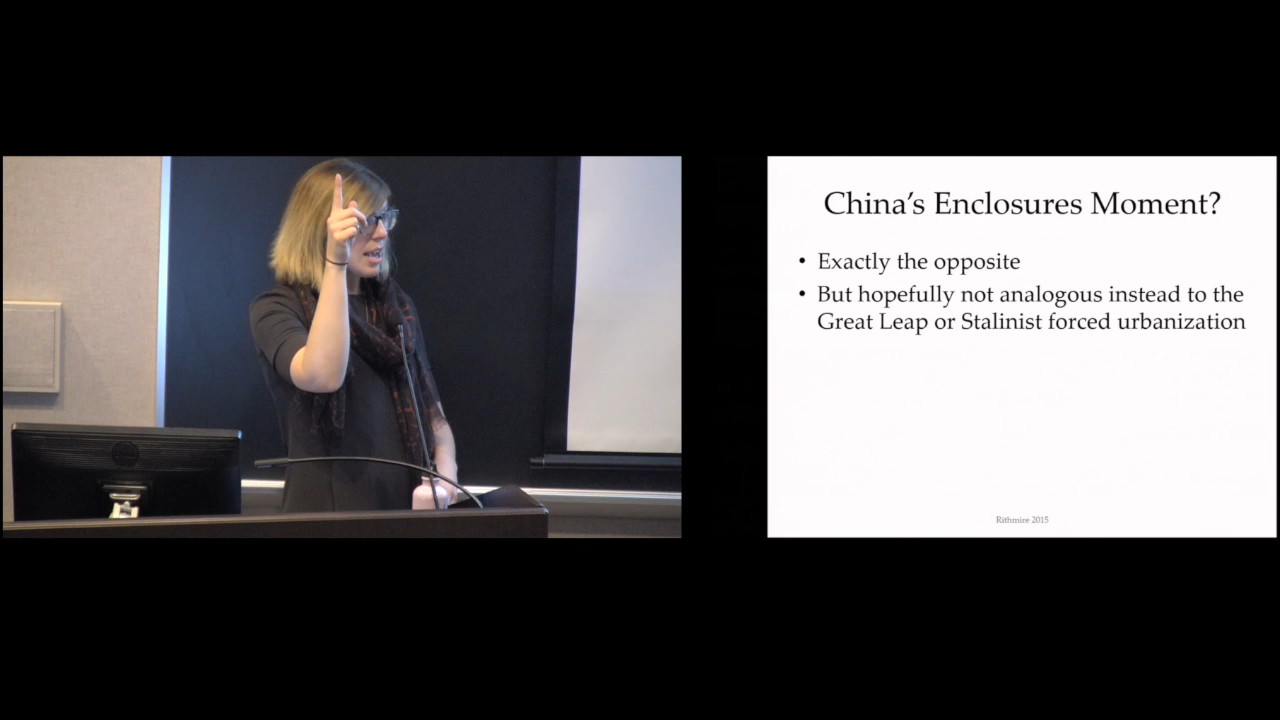 China's Enclosures Moment?
• Exactly the opposite
• But hopefully not analogous instead to the
Great Leap or Stalinist forced urbanization
Rithmire 2015